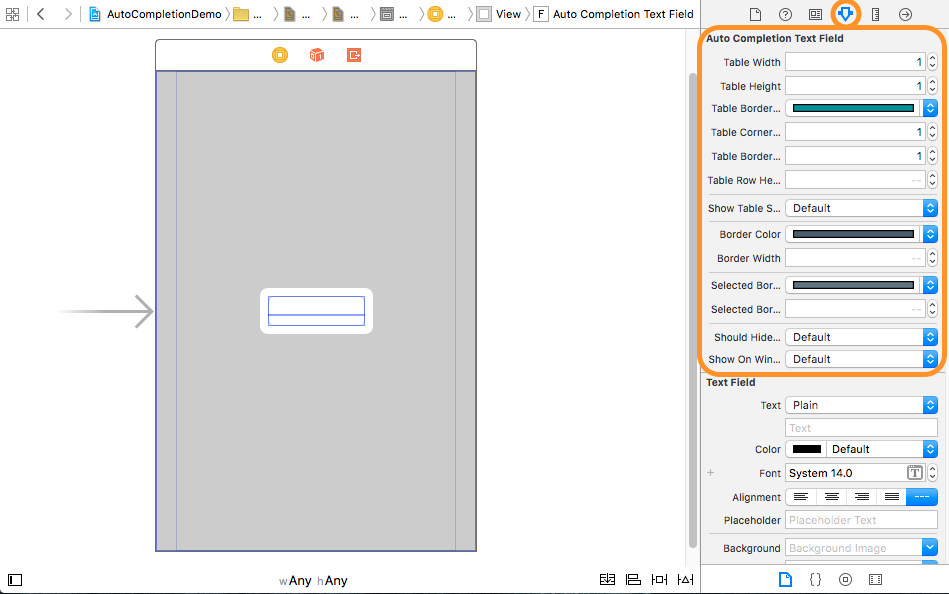 AutoCompletionDemo ... ... ... ... ... View F Auto Completion Text Field
Auto Completion Text Field
Table Width 1
Table Height 1
Table Border...
Table Corner... 1
Table Border... 1
Table Row He... --
Show Table S... Default
Border Color
Border Width --
Selected Bor...
Selected Bor... --
Should Hide... Default
Show On Win... Default
Text Field
Text Plain
Text
Color Default
+ Font System 14.0 T
Alignment ---
Placeholder Placeholder Text
Background Background Image
wAny hAny
{ }